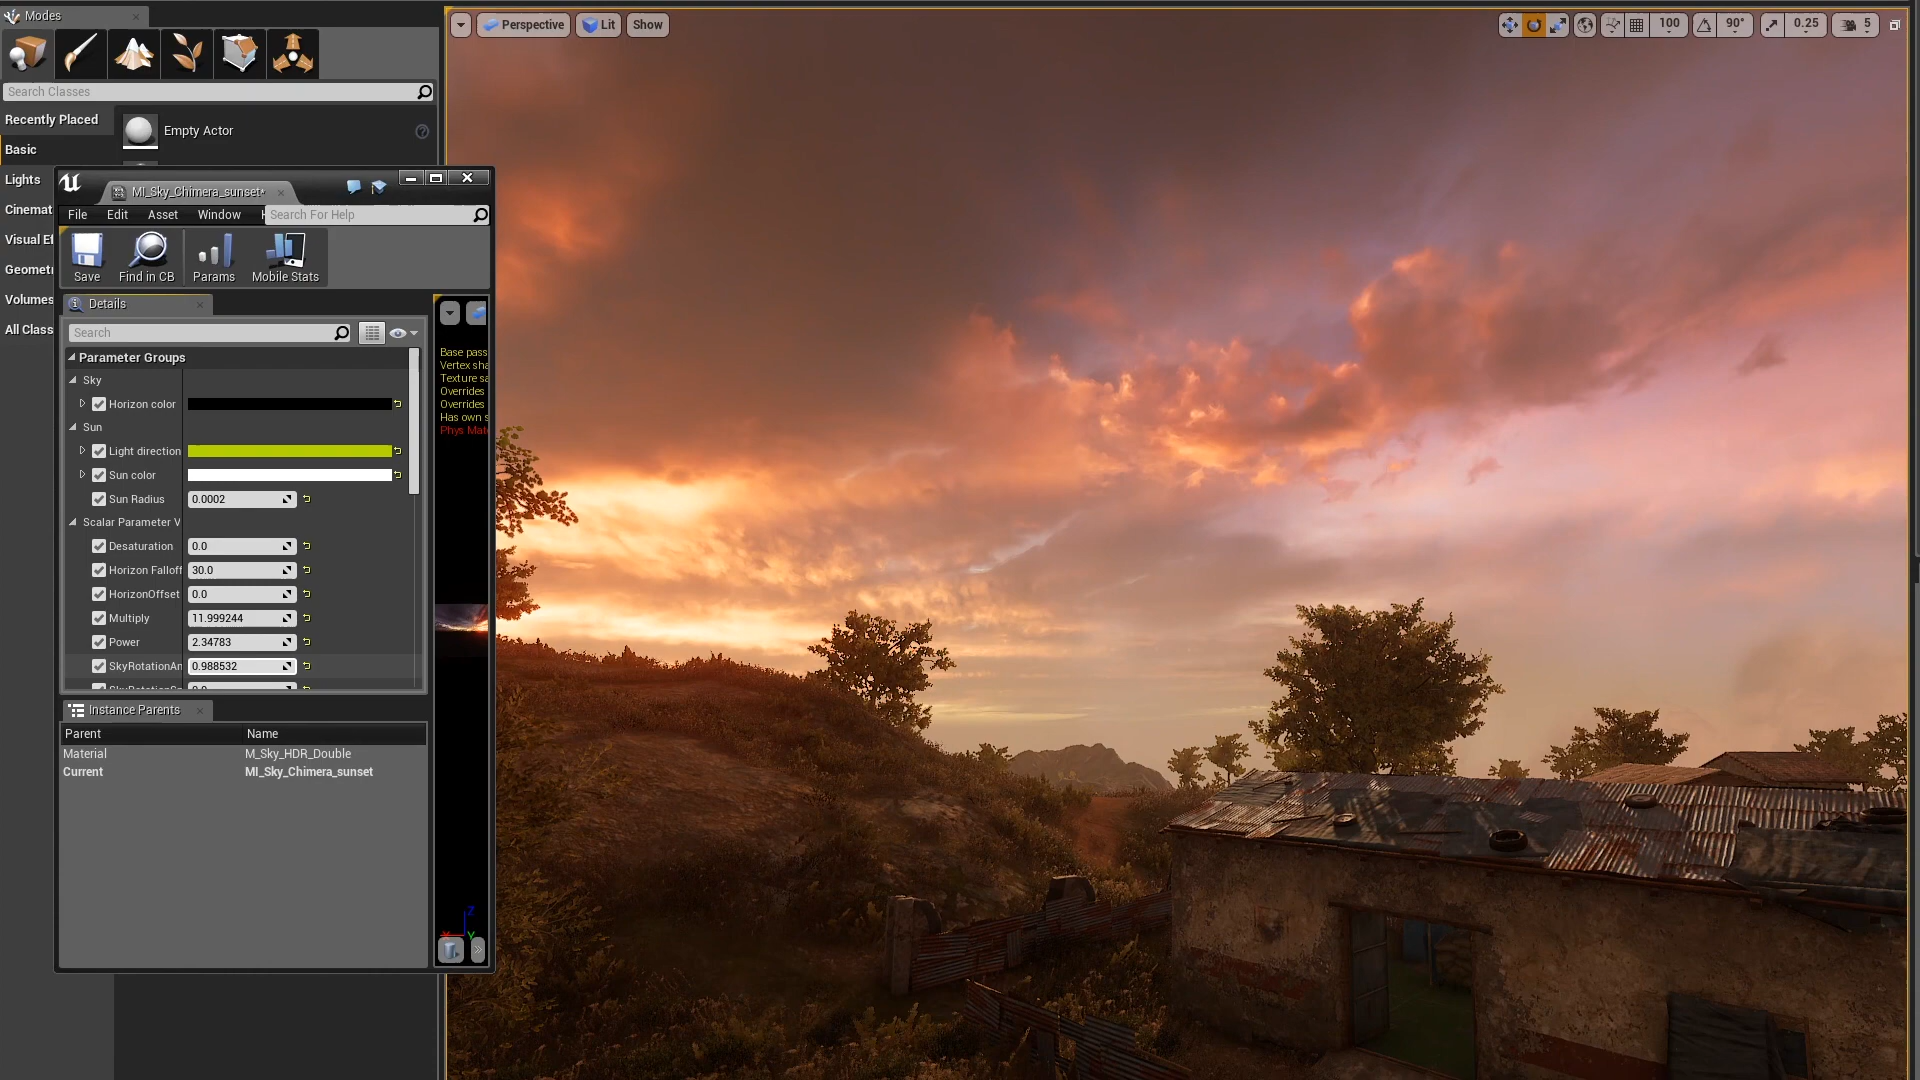 Modes
Search Classes
Recently Placed
Basic
Lights
Cinemat
Visual Ef
Geomet
Volumes
All Class
Empty Actor
MI_Sky_Chimera_sunset*
File Edit Asset Window
Search For Help
Save
Find in CB
Params
Mobile Stats
Details
Search
Parameter Groups
Sky
Horizon color
Sun
Light direction
Sun color
Sun Radius 0.0002
Scalar Parameter V
Desaturation 0.0
Horizon Falloff 30.0
HorizonOffset 0.0
Multiply 11.999244
Power 2.34783
SkyRotationAn 0.988532
Instance Parents
Parent Name
Material M_Sky_HDR_Double
Current MI_Sky_Chimera_sunset
Base pass
Vertex sha
Texture sa
Overrides
Overrides
Has own s
Phys Mate
Z
X Y
Perspective
Lit
Show
100
90°
0.25
5